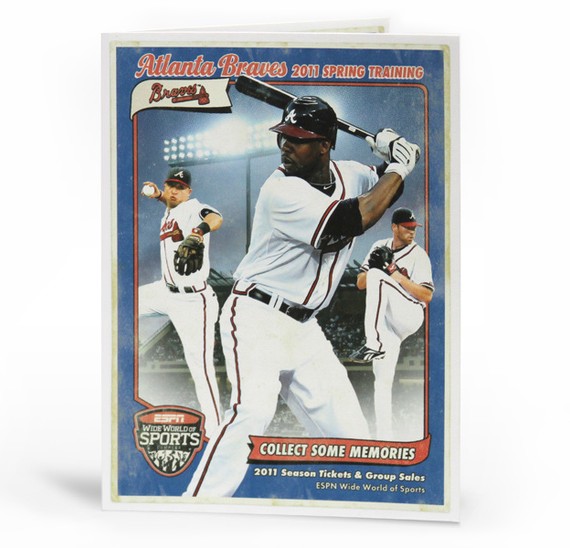 Atlanta Braves 2011 SPRING TRAINING
Braves
A
A
ESPN
WIDE WORLD OF
SPORTS
COMPLEX
COLLECT SOME MEMORIES
2011 Season Tickets & Group Sales
ESPN Wide World of Sports